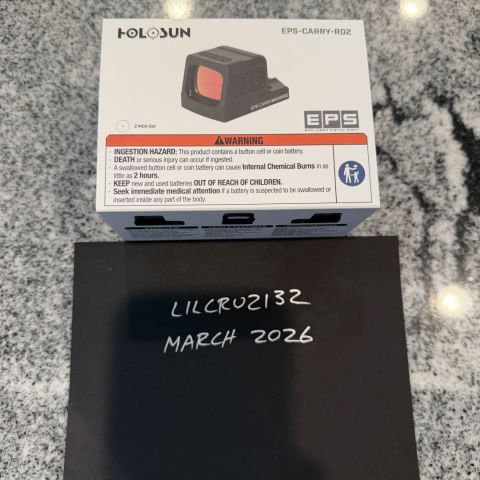 HOLOSUN
EPS-CARRY-RD2
EPS CARRY
2 MOA Dot
EPS
WARNING
· INGESTION HAZARD: This product contains a button cell or coin battery.
· DEATH or serious injury can occur if ingested.
· A swallowed button cell or coin battery can cause Internal Chemical Burns in as
little as 2 hours.
· KEEP new and used batteries OUT OF REACH OF CHILDREN.
· Seek immediate medical attention if a battery is suspected to be swallowed or
inserted inside any part of the body.
LILCRUZ132
MARCH 2026